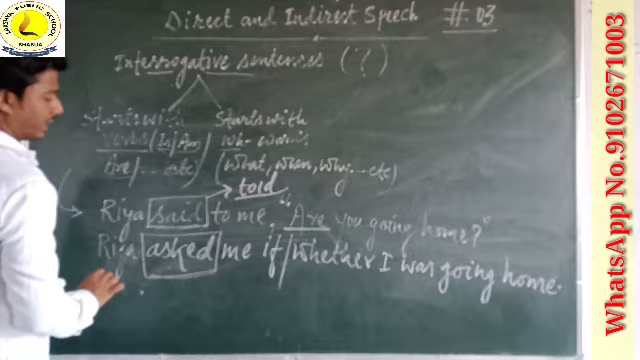 Direct and Indirect Speech # 03
Interrogative sentences (?)
Starts with
verbs (Is/Am
Are/...etc)
Starts with
wh-words
(What, when, why...etc)
told
Riya said to me, "Are you going home?"
Riya asked me if/whether I was going home.
PUBLIC SCHOOL
WhatsApp No. 9102671003